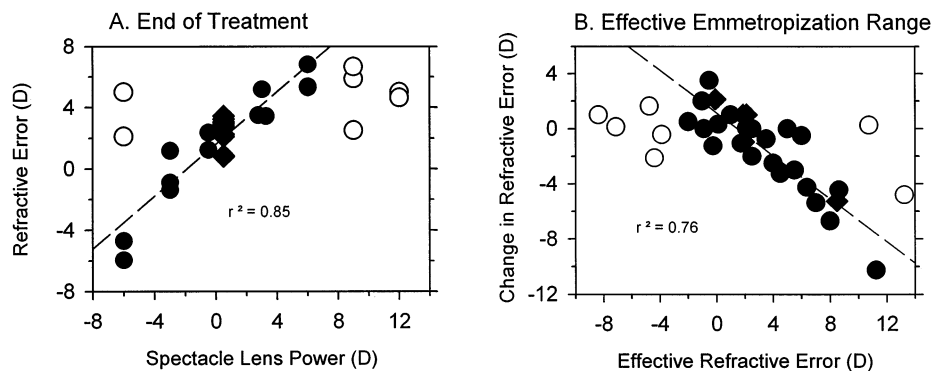 A. End of Treatment
8
4
0
-4
-8
Refractive Error (D)
r² = 0.85
-8 -4 0 4 8 12
Spectacle Lens Power (D)
B. Effective Emmetropization Range
4
0
-4
-8
-12
Change in Refractive Error (D)
r² = 0.76
-8 -4 0 4 8 12
Effective Refractive Error (D)